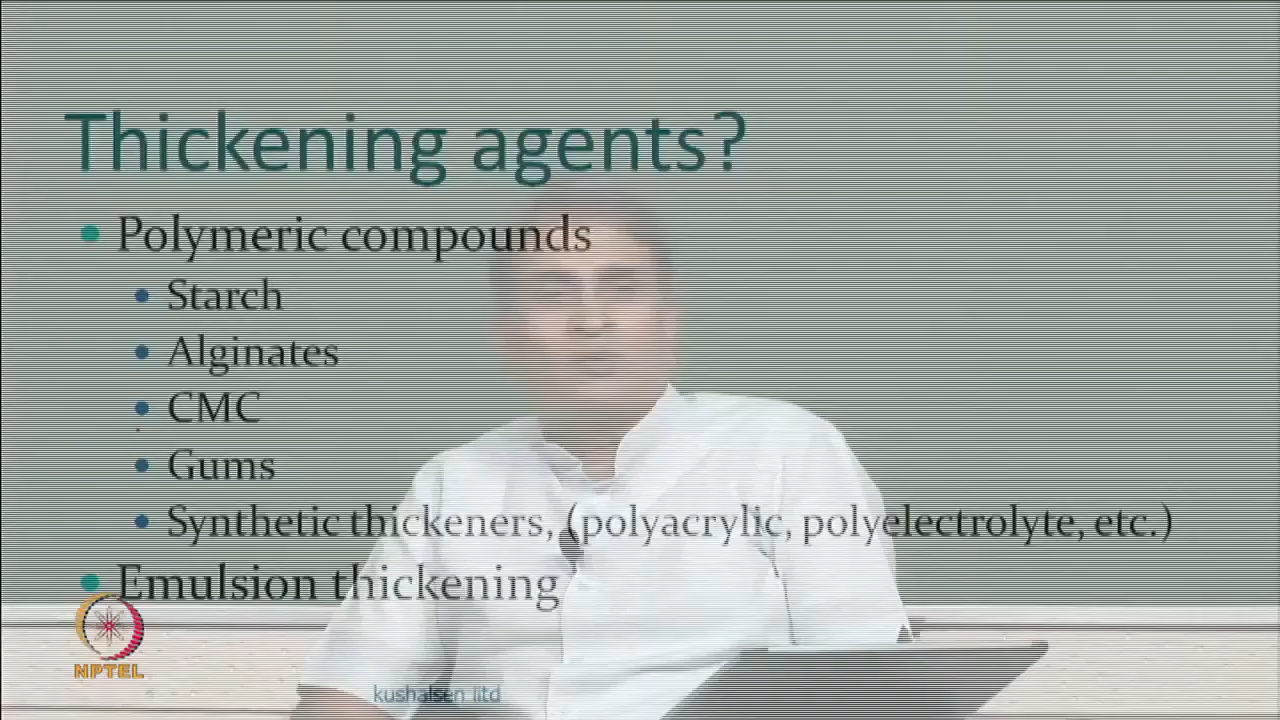 Thickening agents?
Polymeric compounds
Starch
Alginates
CMC
Gums
Synthetic thickeners, (polyacrylic, polyelectrolyte, etc.)
Emulsion thickening
NPTEL
kushalsen iitd